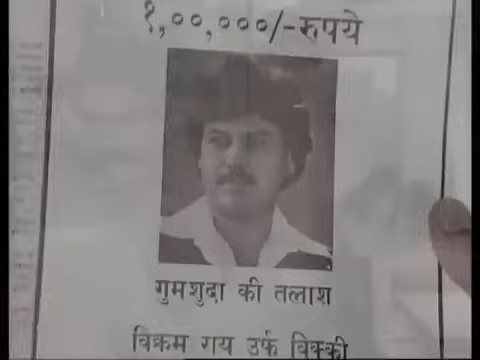 १,००,०००/-रुपये
गुमशुदा की तलाश
विक्रम राय उर्फ विक्की